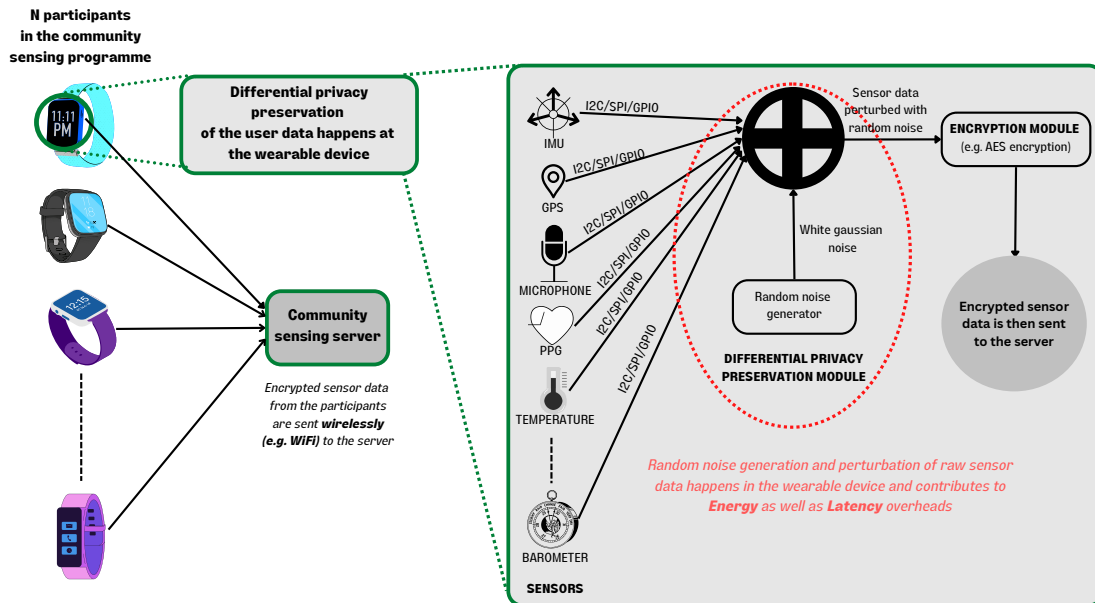 N participants
in the community
sensing programme
11:11
PM
12:15
Differential privacy
preservation
of the user data happens at
the wearable device
Community
sensing server
Encrypted sensor data
from the participants
are sent wirelessly
(e.g. WiFi) to the server
I2C/SPI/GPIO
IMU
I2C/SPI/GPIO
GPS
I2C/SPI/GPIO
MICROPHONE
I2C/SPI/GPIO
PPG
I2C/SPI/GPIO
TEMPERATURE
I2C/SPI/GPIO
BAROMETER
SENSORS
Sensor data
perturbed with
random noise
ENCRYPTION MODULE
(e.g. AES encryption)
White gaussian
noise
Random noise
generator
DIFFERENTIAL PRIVACY
PRESERVATION MODULE
Encrypted sensor
data is then sent
to the server
Random noise generation and perturbation of raw sensor
data happens in the wearable device and contributes to
Energy as well as Latency overheads